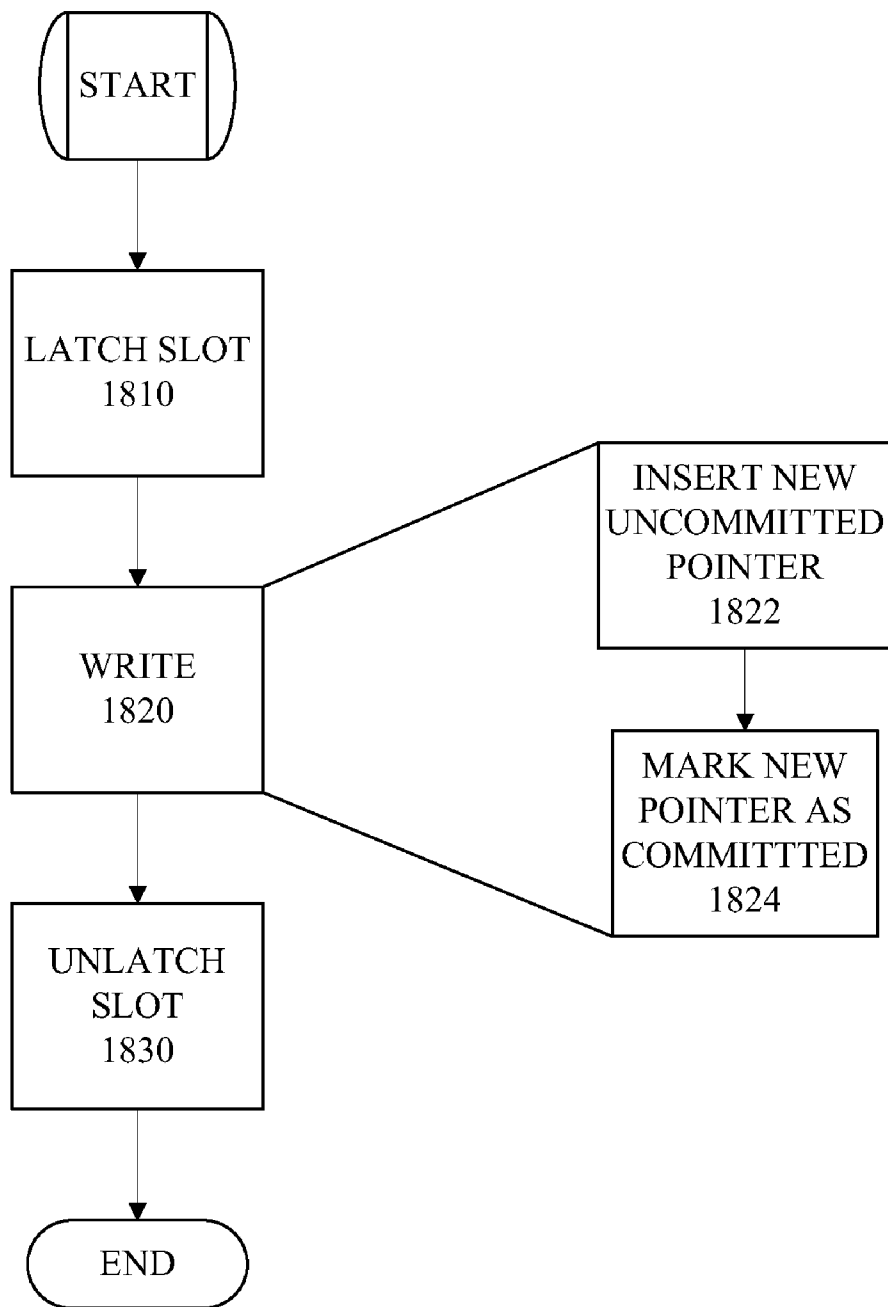 START
LATCH SLOT
1810
WRITE
1820
INSERT NEW
UNCOMMITTED
POINTER
1822
MARK NEW
POINTER AS
COMMITTTED
1824
UNLATCH
SLOT
1830
END